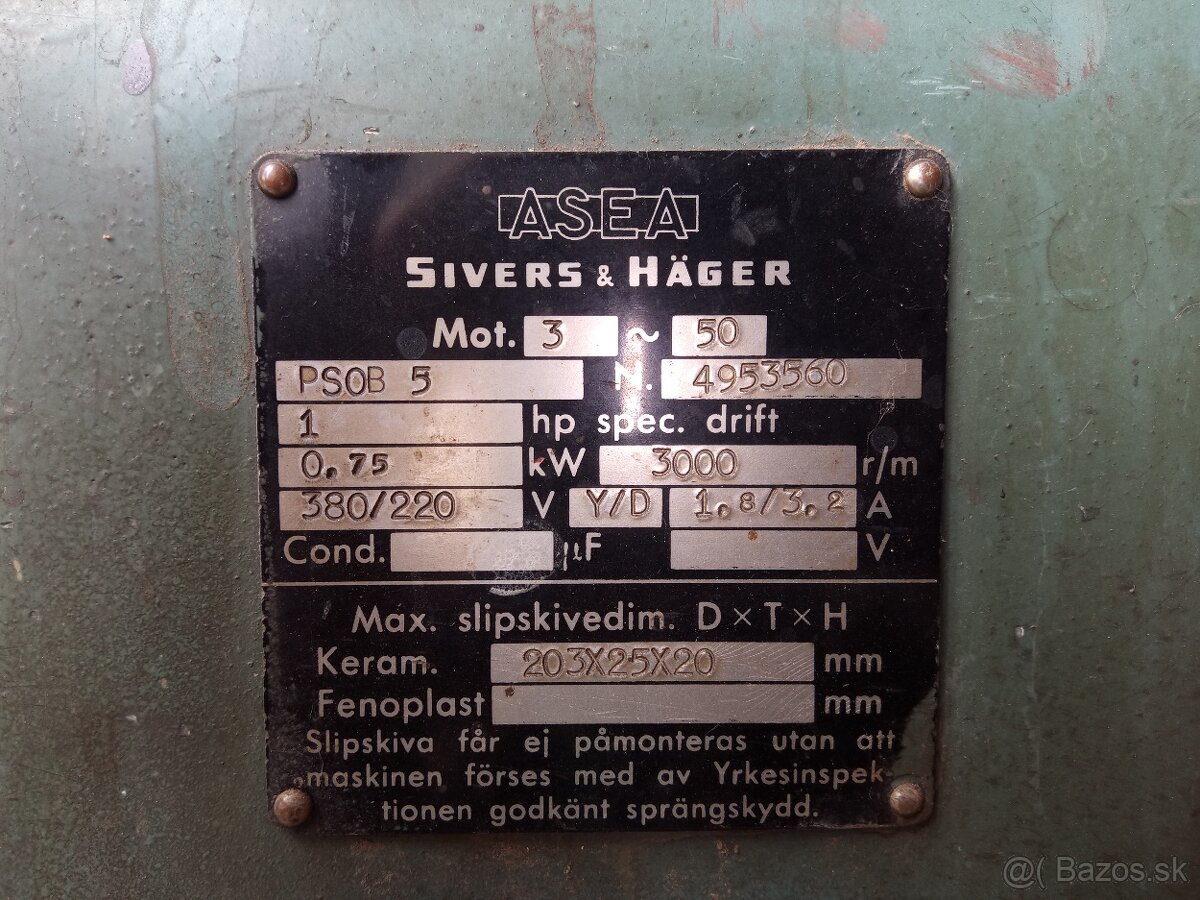 ASEA
SIVERS & HÄGER
Mot. 3 ~ 50
PSOB 5 N. 4953560
1 hp spec. drift
0.75 kW 3000 r/m
380/220 V Y/D 1.8/3.2 A
Cond. µF V
Max. slipskivedim. D × T × H
Keram. 203X25X20 mm
Fenoplast mm
Slipskiva får ej påmonteras utan att
maskinen förses med av Yrkesinspek-
tionen godkänt sprängskydd.
@( Bazos.sk